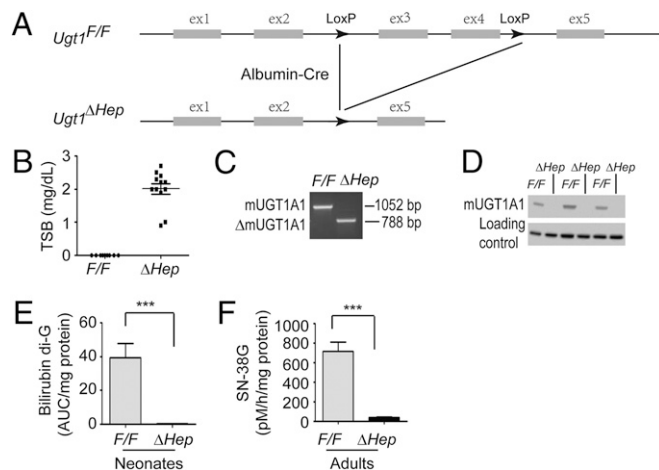 A
Ugt1F/F
ex1 ex2 LoxP ex3 ex4 LoxP ex5
Albumin-Cre
Ugt1ΔHep
ex1 ex2 ex5
B
TSB (mg/dL)
3
2
1
0
F/F ΔHep
C
F/F ΔHep
mUGT1A1 1052 bp
ΔmUGT1A1 788 bp
D
ΔHep ΔHep ΔHep
F/F F/F F/F
mUGT1A1
Loading
control
E
Bilirubin di-G
(AUC/mg protein)
60
40
20
0
***
F/F ΔHep
Neonates
F
SN-38G
(pM/h/mg protein)
1000
800
600
400
200
0
***
F/F ΔHep
Adults